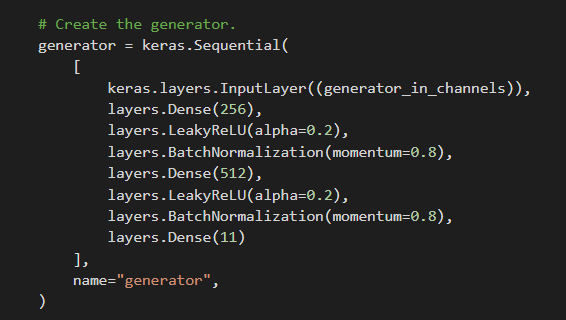 # Create the generator.
generator = keras.Sequential(
[
keras.layers.InputLayer((generator_in_channels)),
layers.Dense(256),
layers.LeakyReLU(alpha=0.2),
layers.BatchNormalization(momentum=0.8),
layers.Dense(512),
layers.LeakyReLU(alpha=0.2),
layers.BatchNormalization(momentum=0.8),
layers.Dense(11)
],
name="generator",
)